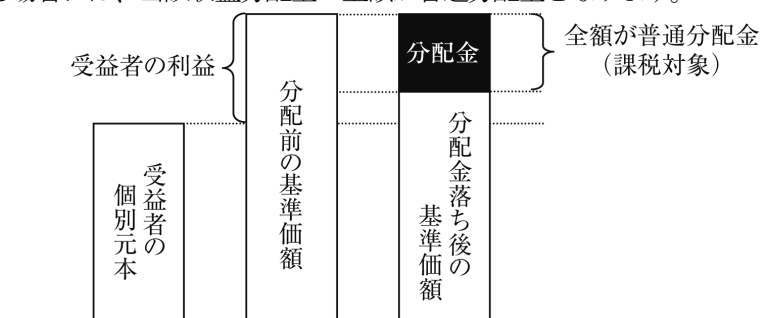 受益者の利益
分配金
全額が普通分配金
（課税対象）
受益者の
個別元本
分配前の基準価額
分配金落ち後の
基準価額